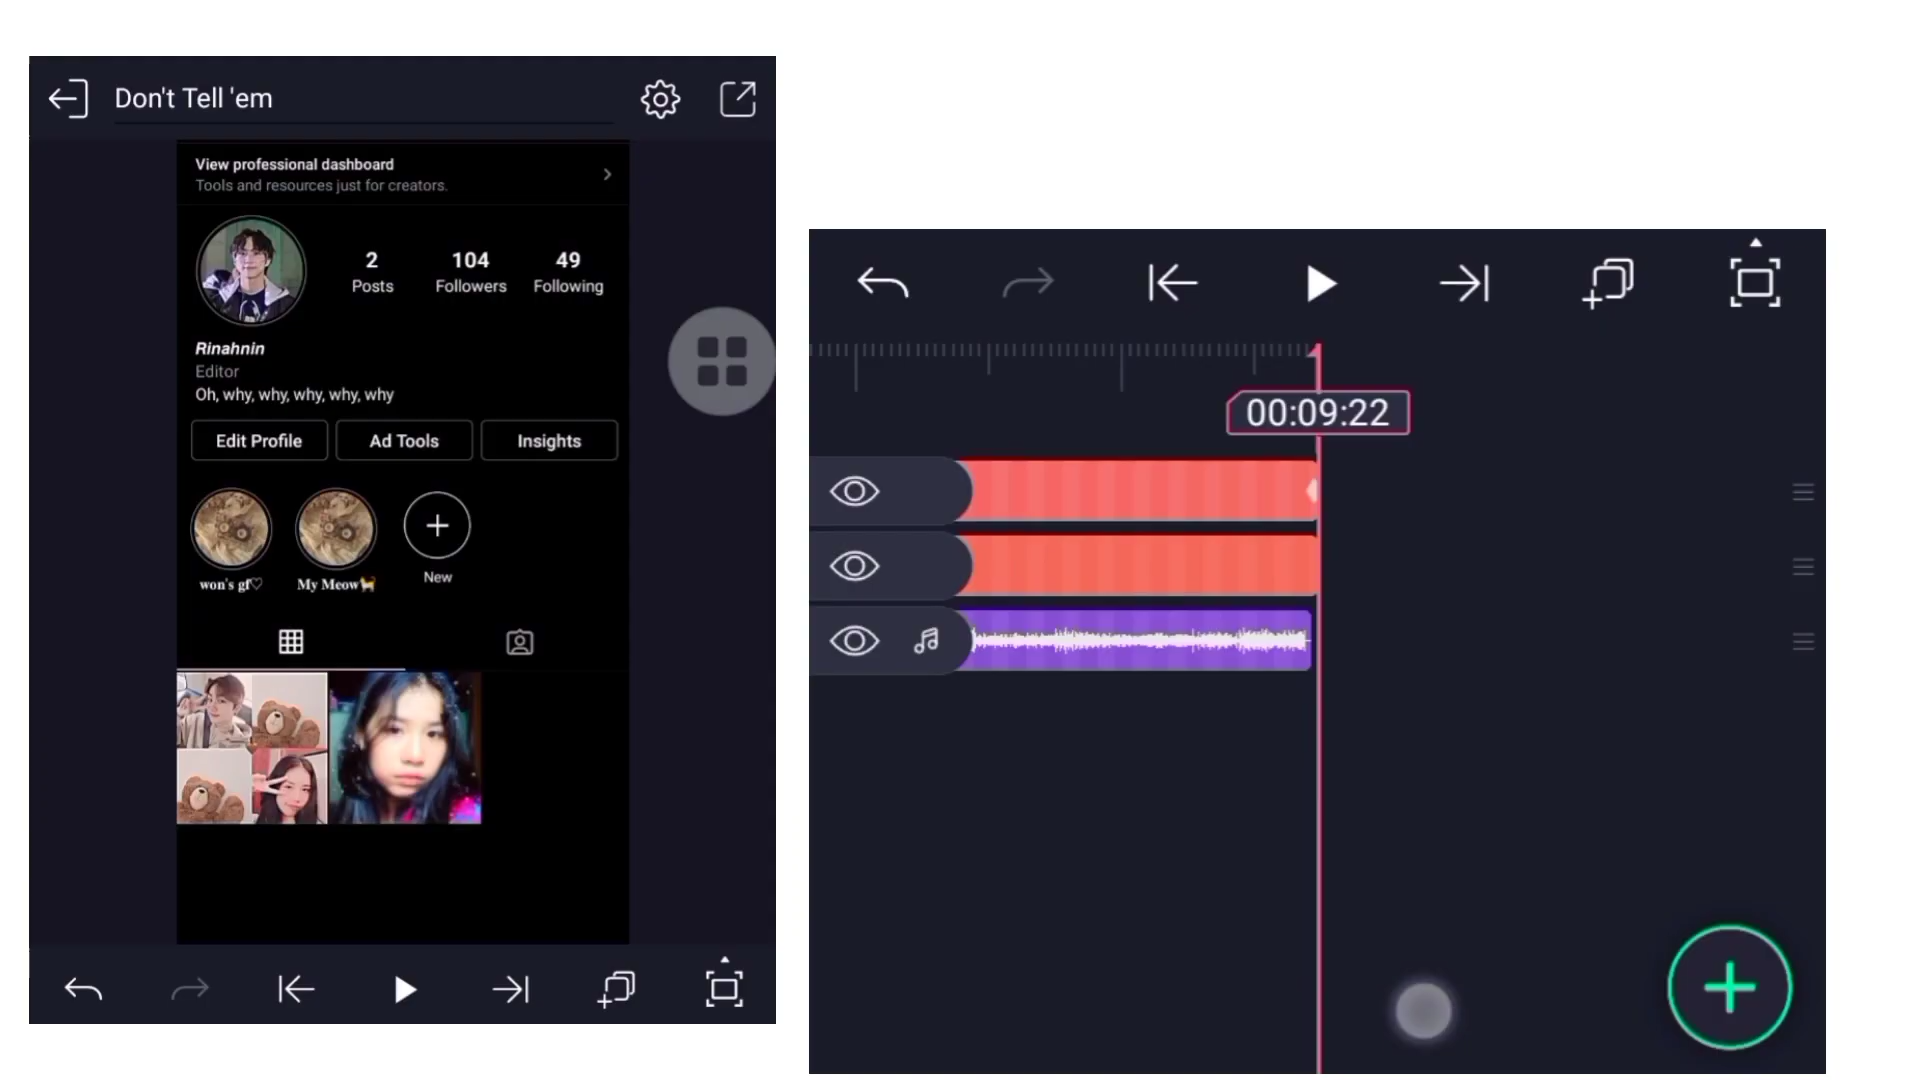 Don't Tell 'em
View professional dashboard
Tools and resources just for creators.
2 104 49
Posts Followers Following
Rinahnin
Editor
Oh, why, why, why, why, why
Edit Profile Ad Tools Insights
won's gf♡ My Meow🐈 New
00:09:22